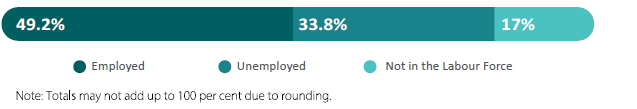 49.2% 33.8% 17%
Employed Unemployed Not in the Labour Force
Note: Totals may not add up to 100 per cent due to rounding.